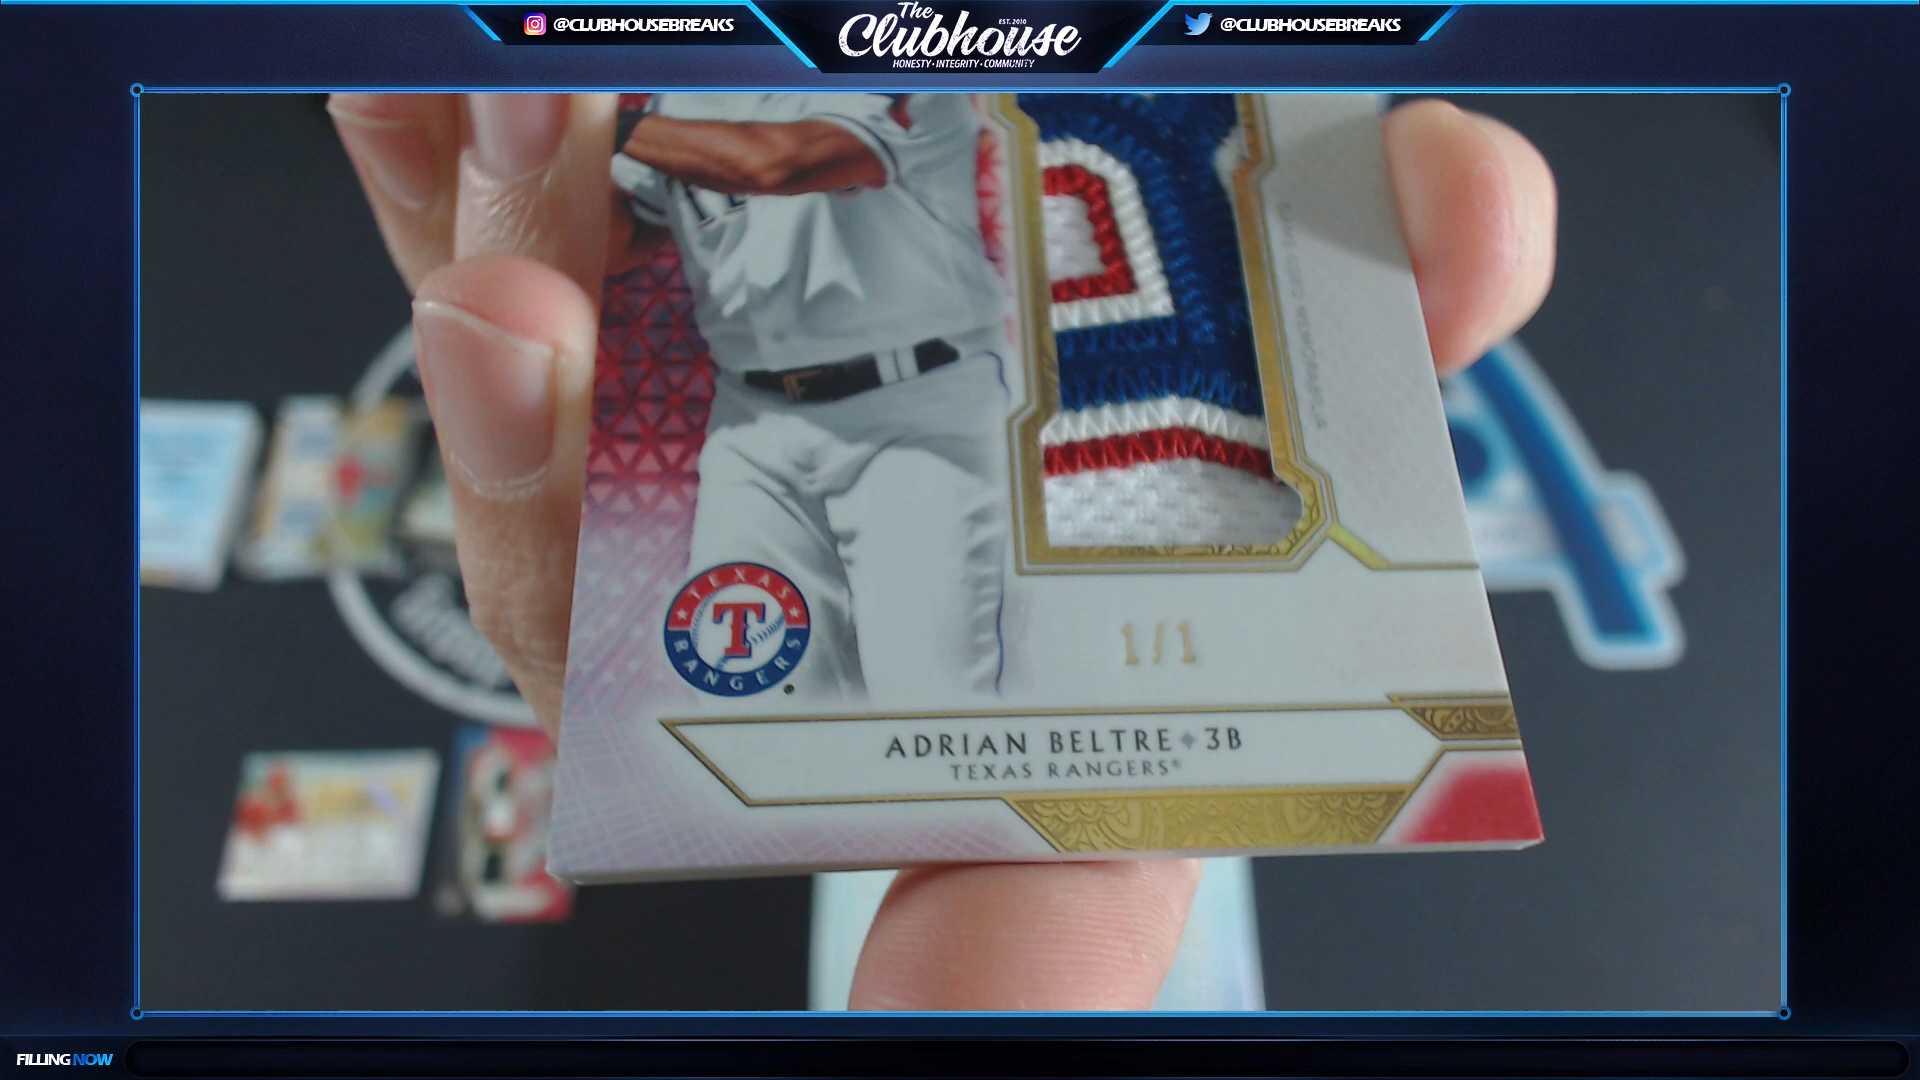 @CLUBHOUSEBREAKS
The
Clubhouse
EST. 2010
HONESTY • INTEGRITY • COMMUNITY
@CLUBHOUSEBREAKS
TEXAS
T
RANGERS
1/1
ADRIAN BELTRE ✦ 3B
TEXAS RANGERS®
FILLING NOW